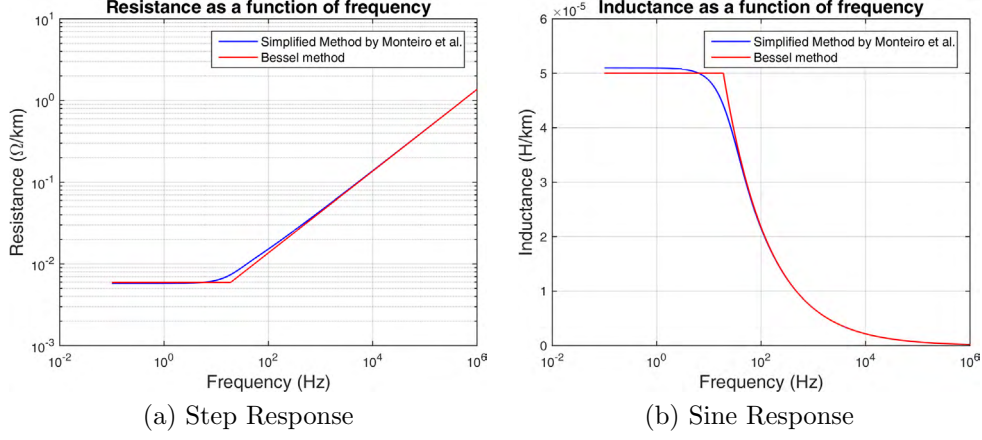 Resistance as a function of frequency
Simplified Method by Monteiro et al.
Bessel method
Resistance (Ω/km)
10^1
10^0
10^-1
10^-2
10^-3
10^-2
10^0
10^2
10^4
10^6
Frequency (Hz)
(a) Step Response
Inductance as a function of frequency
×10^-5
Simplified Method by Monteiro et al.
Bessel method
Inductance (H/km)
6
5
4
3
2
1
0
10^-2
10^0
10^2
10^4
10^6
Frequency (Hz)
(b) Sine Response